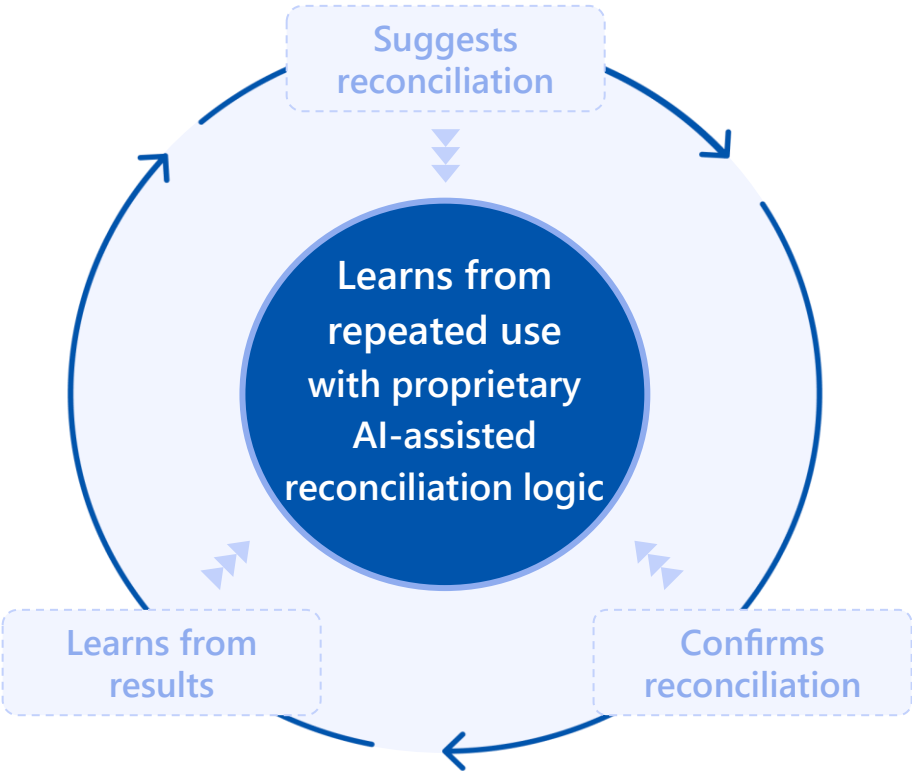 Suggests
reconciliation
Learns from
repeated use
with proprietary
AI-assisted
reconciliation logic
Learns from
results
Confirms
reconciliation